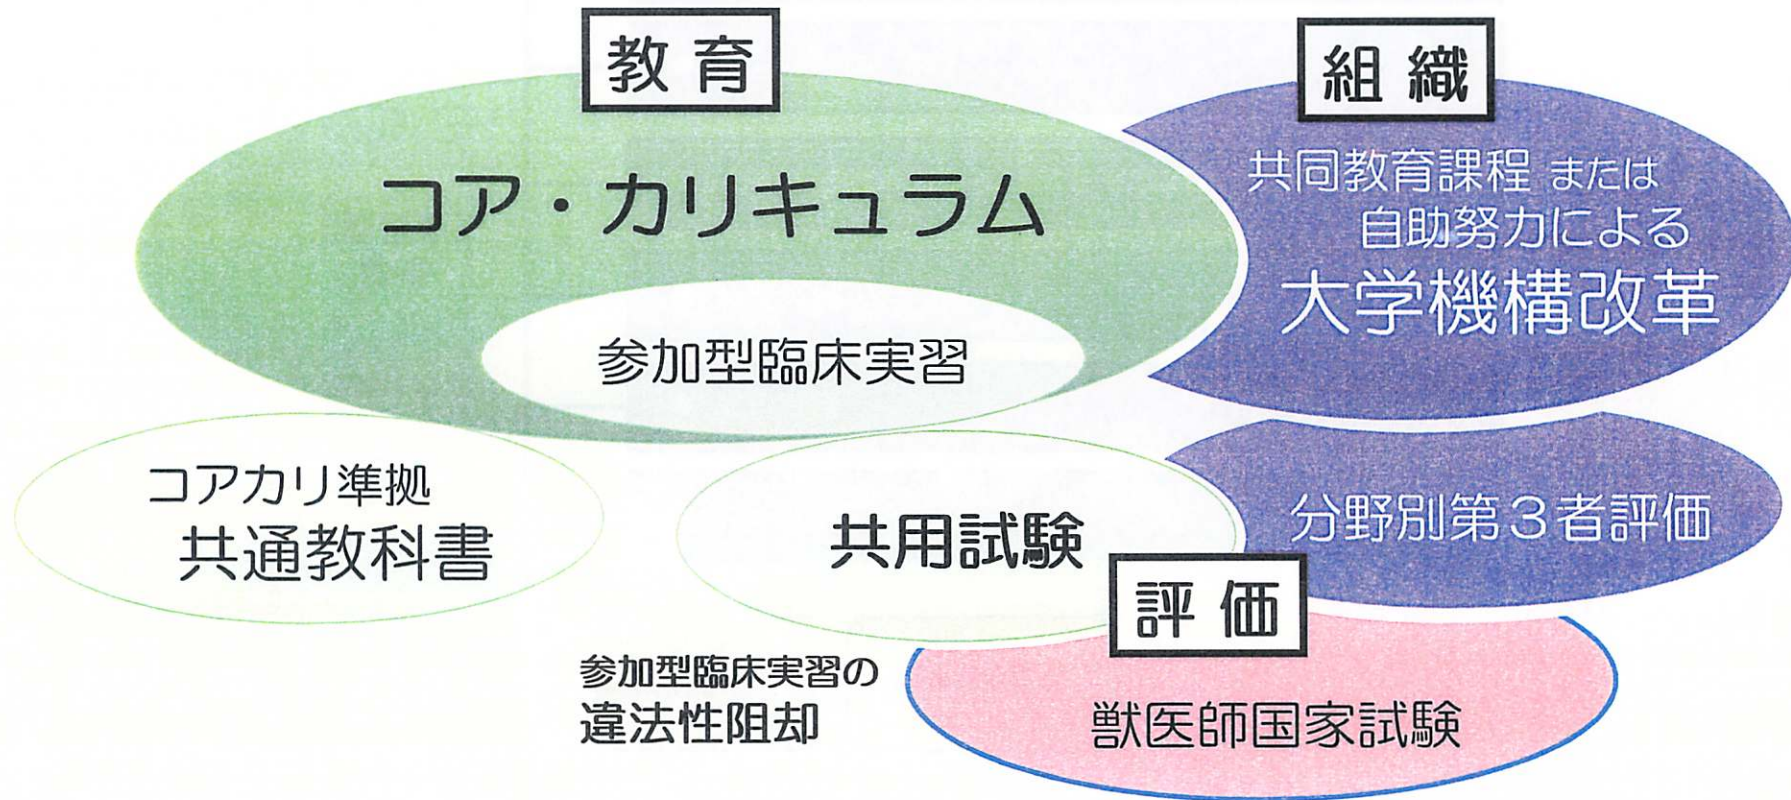 教育
コア・カリキュラム
参加型臨床実習
コアカリ準拠
共通教科書
共用試験
参加型臨床実習の
違法性阻却
組織
共同教育課程 または
自助努力による
大学機構改革
分野別第３者評価
評価
獣医師国家試験